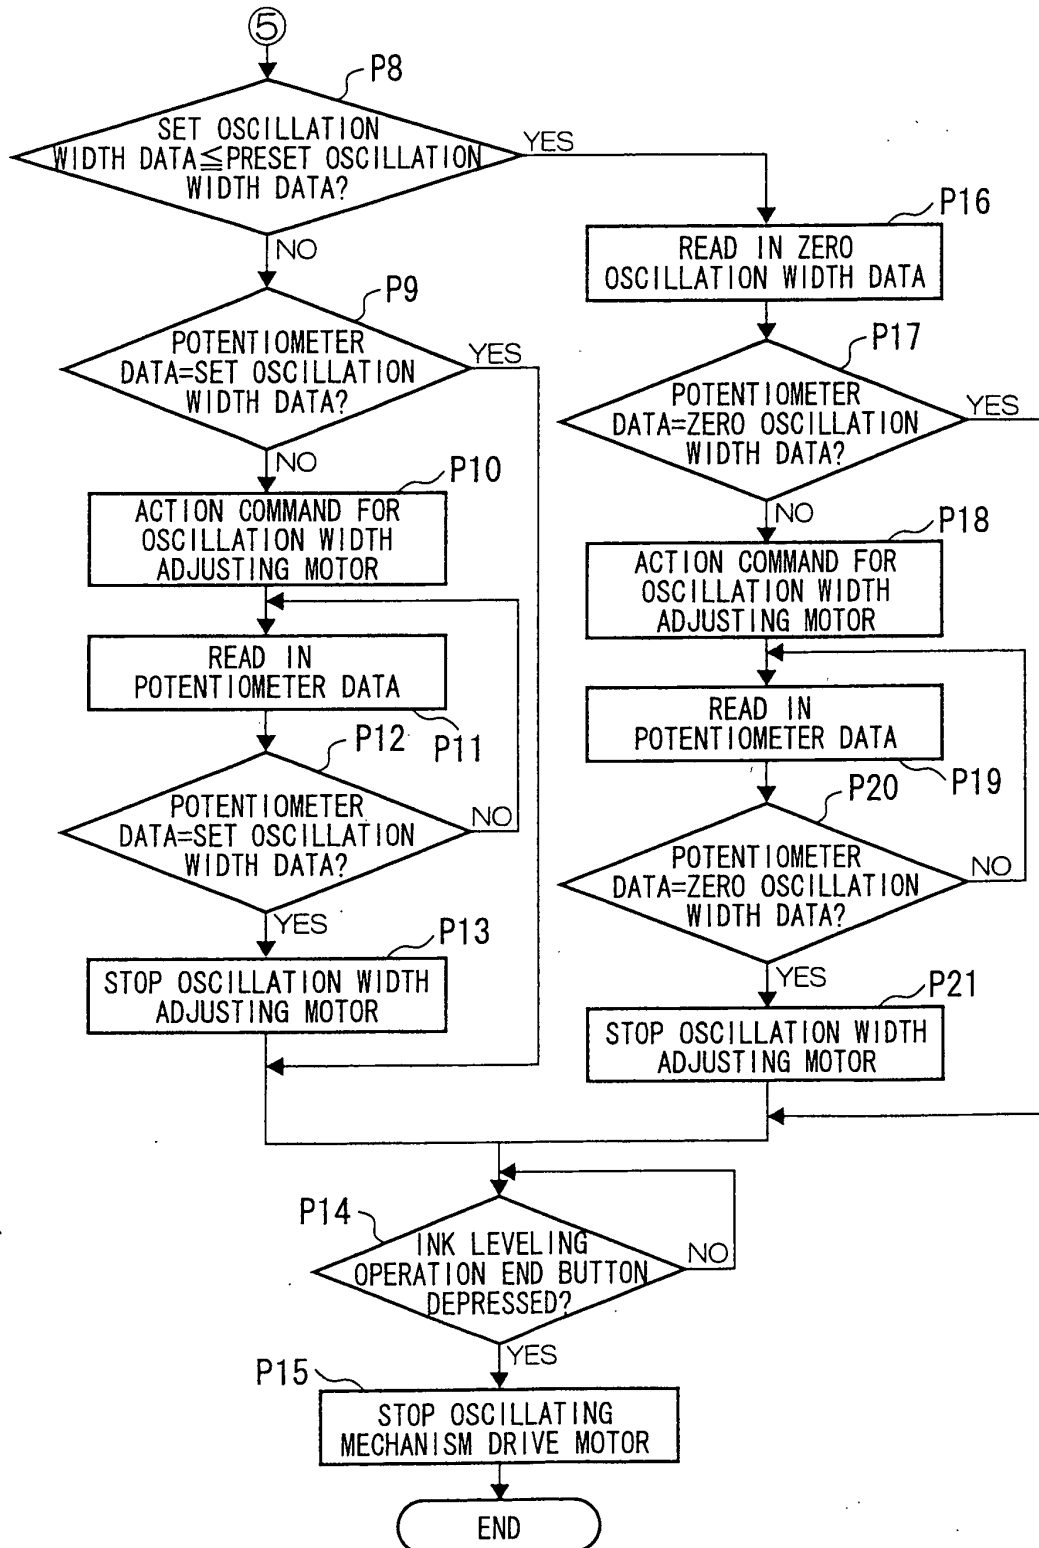 ⑤
P8
SET OSCILLATION
WIDTH DATA≦PRESET OSCILLATION
WIDTH DATA?
YES
NO
P16
READ IN ZERO
OSCILLATION WIDTH DATA
P9
POTENTIOMETER
DATA=SET OSCILLATION
WIDTH DATA?
YES
NO
P17
POTENTIOMETER
DATA=ZERO OSCILLATION
WIDTH DATA?
YES
NO
P10
ACTION COMMAND FOR
OSCILLATION WIDTH
ADJUSTING MOTOR
P18
ACTION COMMAND FOR
OSCILLATION WIDTH
ADJUSTING MOTOR
READ IN
POTENTIOMETER DATA
P11
READ IN
POTENTIOMETER DATA
P19
P12
POTENTIOMETER
DATA=SET OSCILLATION
WIDTH DATA?
NO
YES
P20
POTENTIOMETER
DATA=ZERO OSCILLATION
WIDTH DATA?
NO
YES
P13
STOP OSCILLATION WIDTH
ADJUSTING MOTOR
P21
STOP OSCILLATION WIDTH
ADJUSTING MOTOR
P14
INK LEVELING
OPERATION END BUTTON
DEPRESSED?
NO
YES
P15
STOP OSCILLATING
MECHANISM DRIVE MOTOR
END